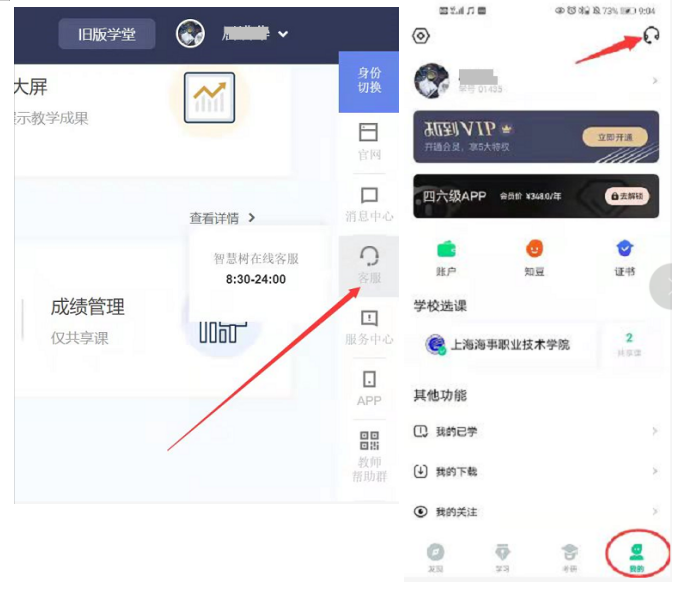 旧版学堂
大屏
示教学成果
查看详情
智慧树在线客服
8:30-24:00
成绩管理
仅共享课
身份
切换
官网
消息中心
客服
服务中心
APP
教师
帮助群
73%
9:04
学号 01433
知到VIP
开通会员，享5大特权
立即开通
四六级APP
会员价 ¥348.0/年
去解锁
账户
知豆
证书
学校选课
上海海事职业技术学院
2
共享课
其他功能
我的已学
我的下载
我的关注
发现
学习
考研
我的